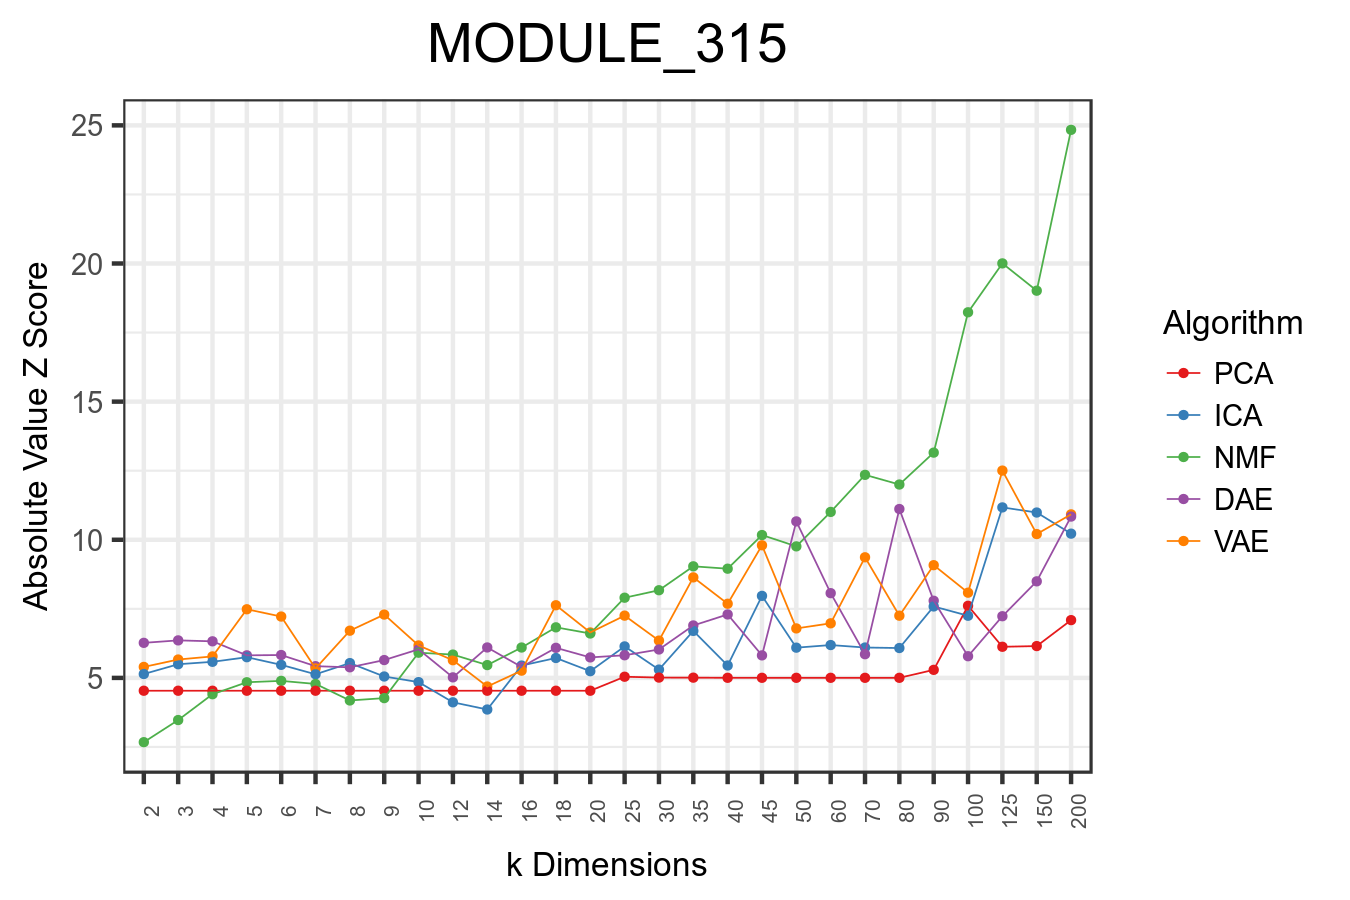 MODULE_315
25
20
15
10
5
Absolute Value Z Score
2 3 4 5 6 7 8 9 10 12 14 16 18 20 25 30 35 40 45 50 60 70 80 90 100 125 150 200
k Dimensions
Algorithm
PCA
ICA
NMF
DAE
VAE